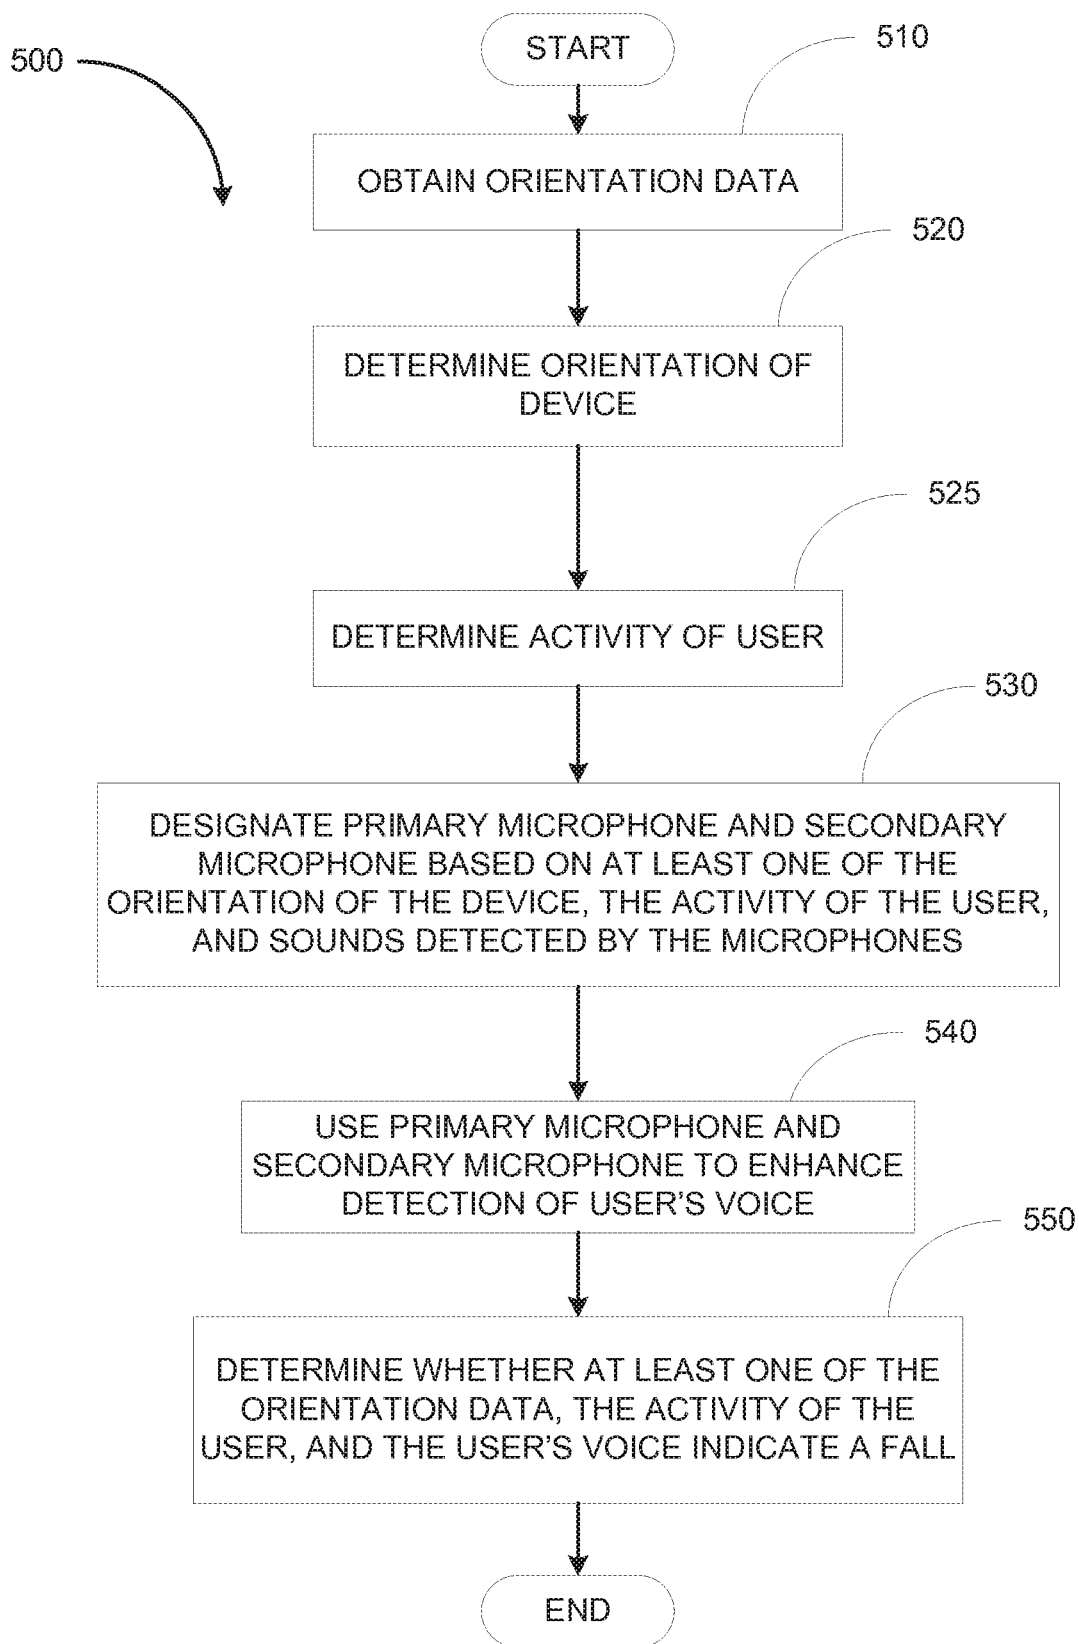 500
START
510
OBTAIN ORIENTATION DATA
520
DETERMINE ORIENTATION OF
DEVICE
525
DETERMINE ACTIVITY OF USER
530
DESIGNATE PRIMARY MICROPHONE AND SECONDARY
MICROPHONE BASED ON AT LEAST ONE OF THE
ORIENTATION OF THE DEVICE, THE ACTIVITY OF THE USER,
AND SOUNDS DETECTED BY THE MICROPHONES
540
USE PRIMARY MICROPHONE AND
SECONDARY MICROPHONE TO ENHANCE
DETECTION OF USER'S VOICE
550
DETERMINE WHETHER AT LEAST ONE OF THE
ORIENTATION DATA, THE ACTIVITY OF THE
USER, AND THE USER'S VOICE INDICATE A FALL
END